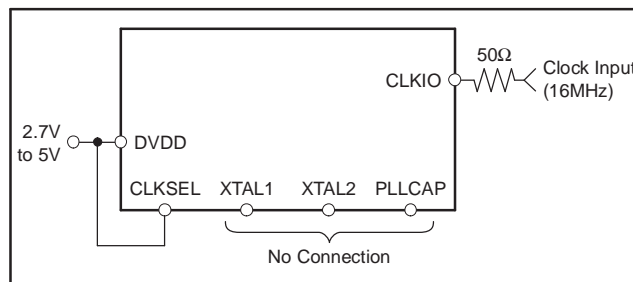 50Ω
CLKIO
Clock Input
(16MHz)
2.7V
to 5V
DVDD
CLKSEL XTAL1 XTAL2 PLLCAP
No Connection